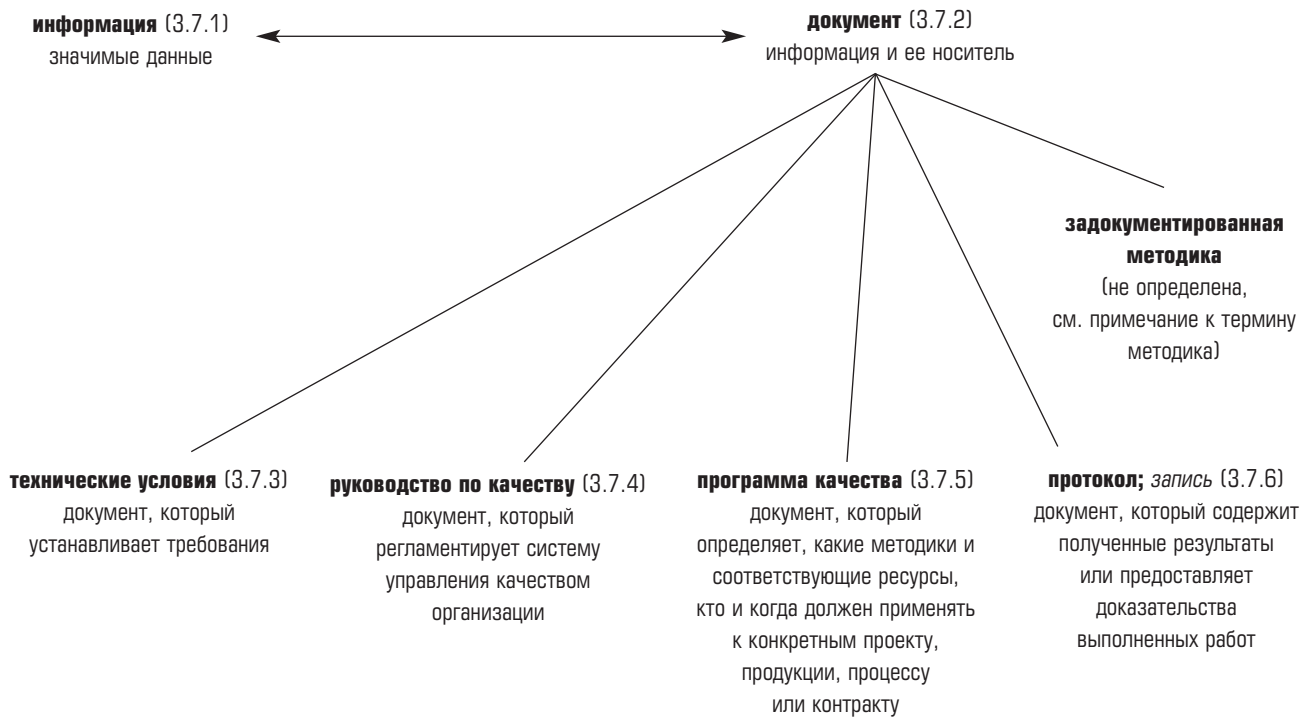 информация (3.7.1)
значимые данные
документ (3.7.2)
информация и ее носитель
задокументированная
методика
(не определена,
см. примечание к термину
методика)
технические условия (3.7.3)
документ, который
устанавливает требования
руководство по качеству (3.7.4)
документ, который
регламентирует систему
управления качеством
организации
программа качества (3.7.5)
документ, который
определяет, какие методики и
соответствующие ресурсы,
кто и когда должен применять
к конкретным проекту,
продукции, процессу
или контракту
протокол; запись (3.7.6)
документ, который содержит
полученные результаты
или предоставляет
доказательства
выполненных работ